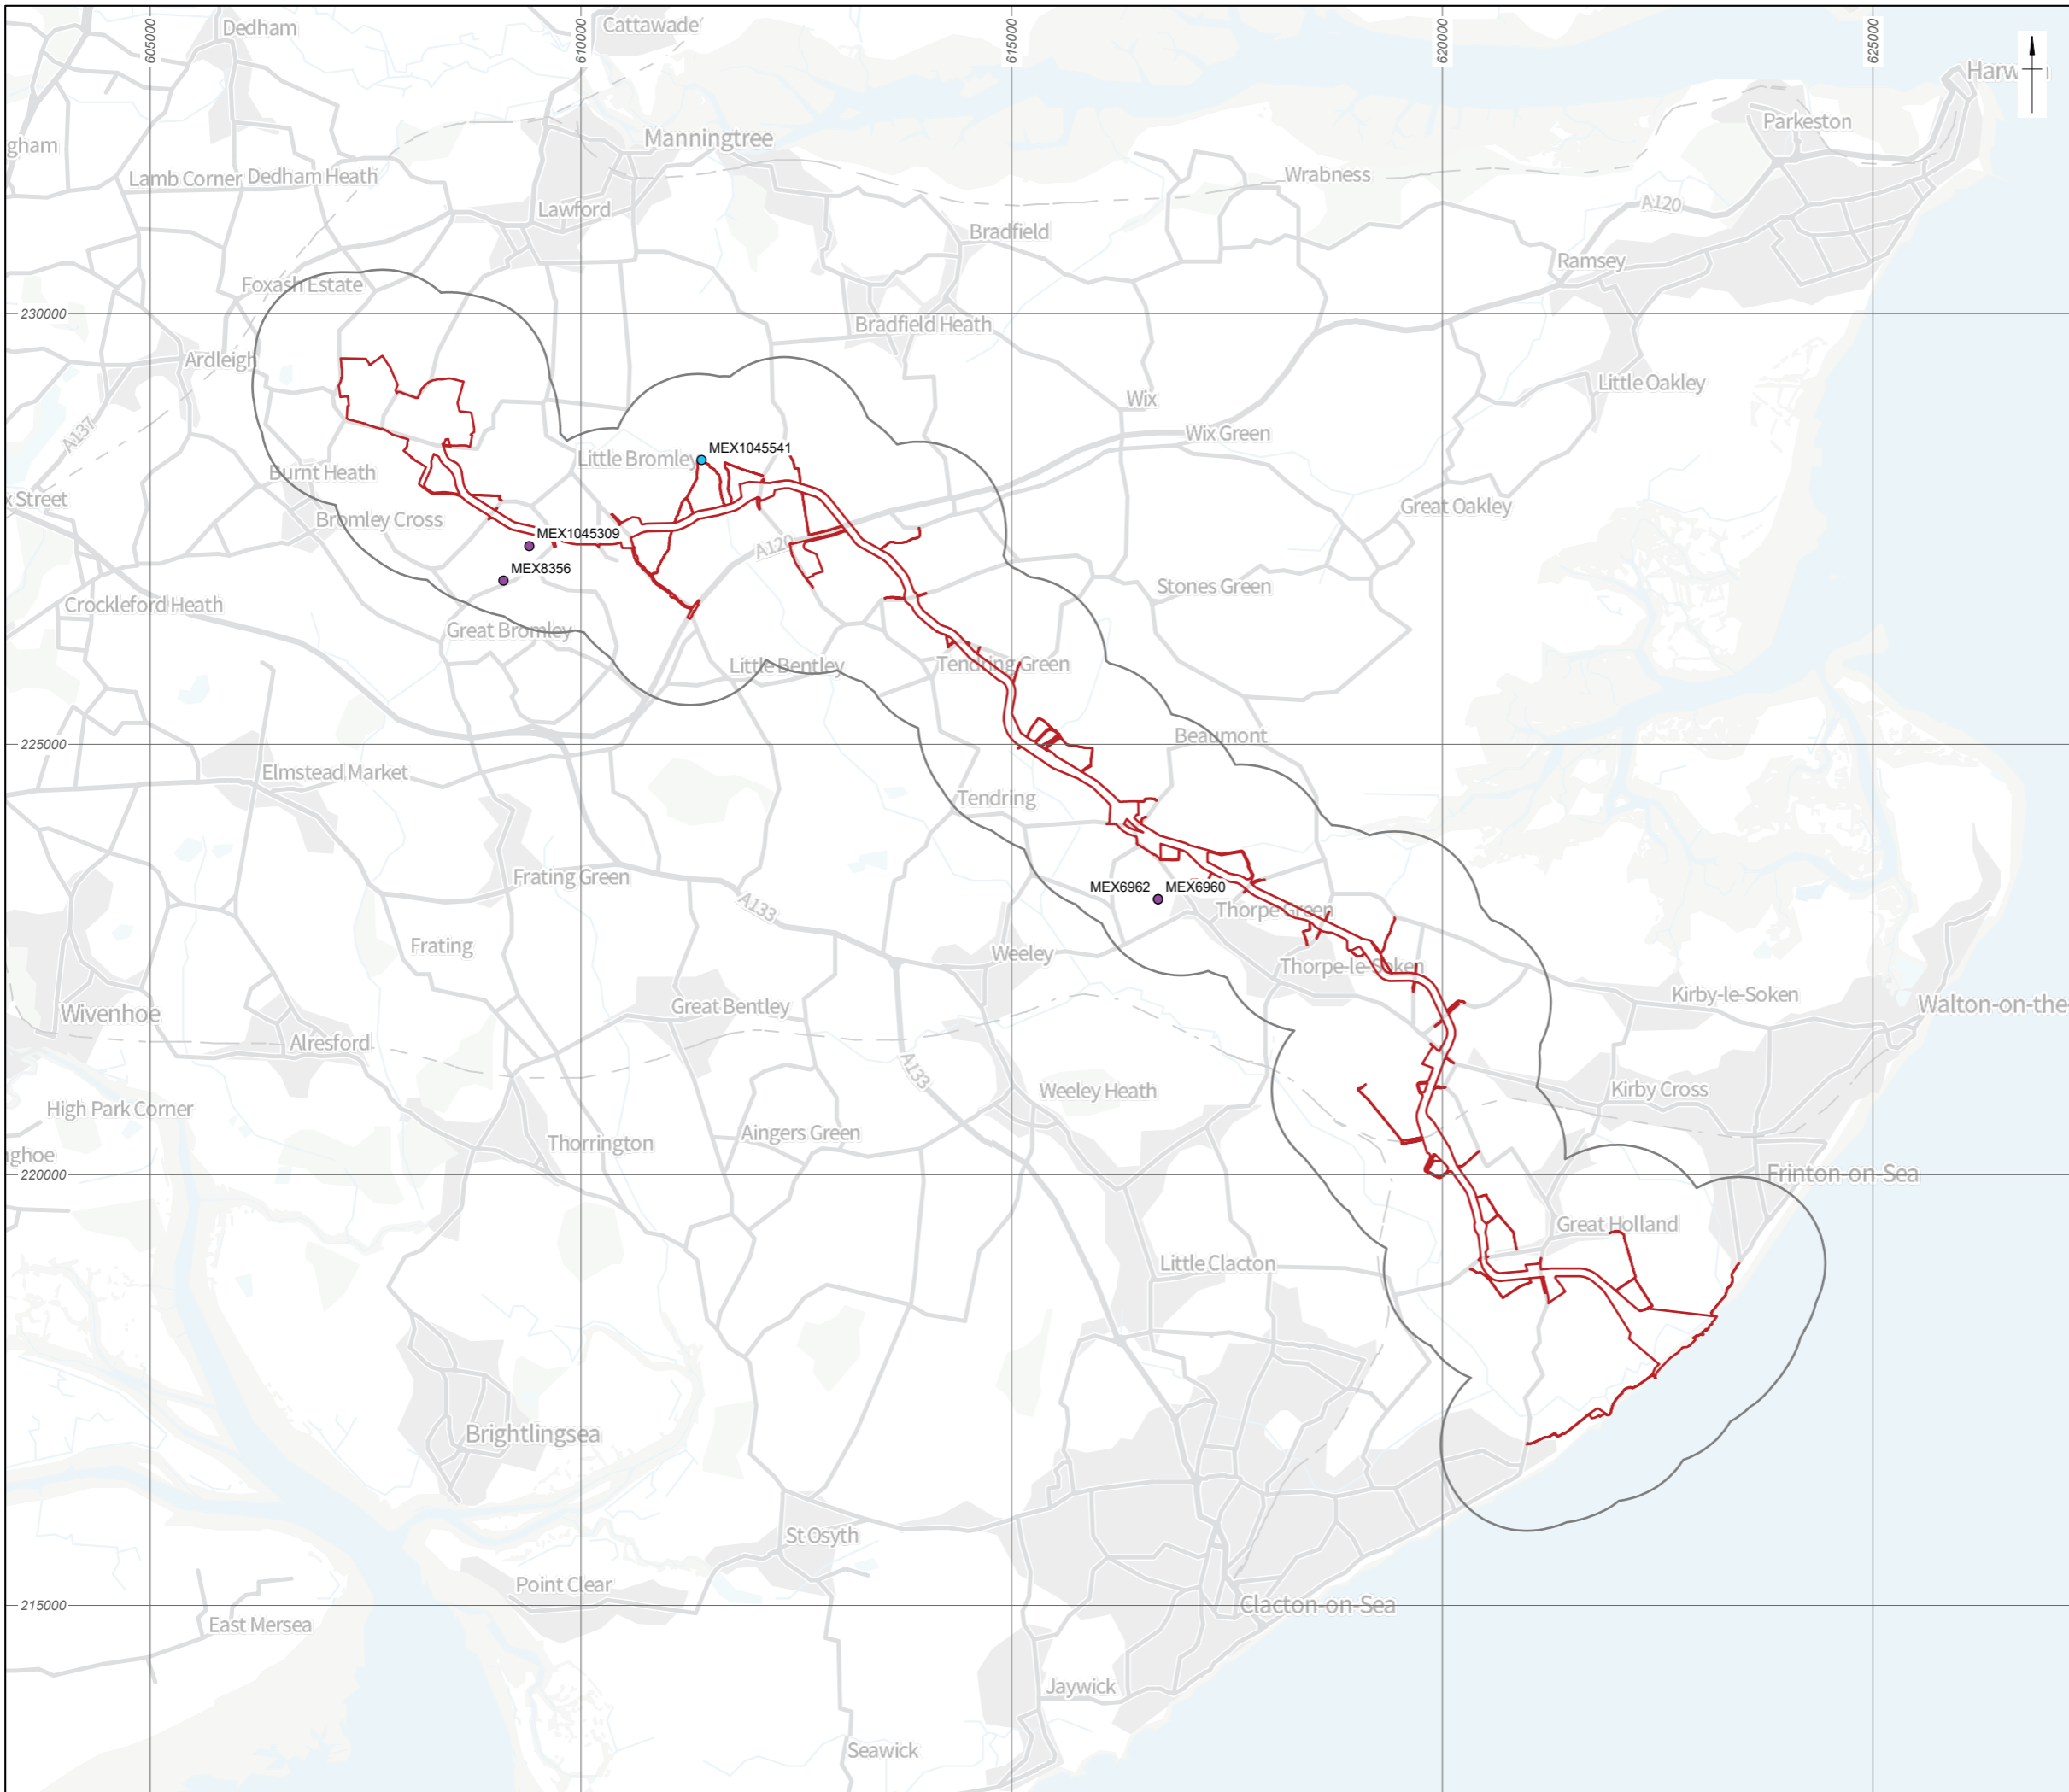 605000
610000
615000
620000
625000
Dedham
Cattawade
Harw
Parkeston
Manningtree
gham
Lamb Corner
Dedham Heath
Wrabness
A120
Lawford
Bradfield
Ramsey
Foxash Estate
230000
Bradfield Heath
Ardleigh
Little Oakley
Wix
A137
Wix Green
MEX1045541
Little Bromley
Burnt Heath
x Street
Great Oakley
Bromley Cross
MEX1045309
A120
MEX8356
Stones Green
Crockleford Heath
Great Bromley
Little Bentley
Tendring Green
Beaumont
225000
Elmstead Market
Tendring
Frating Green
MEX6962
MEX6960
A133
Thorpe Green
Frating
Weeley
Thorpe-le-Soken
Kirby-le-Soken
Great Bentley
Walton-on-the-
Wivenhoe
Alresford
A133
Weeley Heath
Kirby Cross
High Park Corner
Aingers Green
Thorrington
ghoe
220000
Frinton-on-Sea
Great Holland
Little Clacton
Brightlingsea
St Osyth
Point Clear
215000
Clacton-on-Sea
East Mersea
Jaywick
Seawick